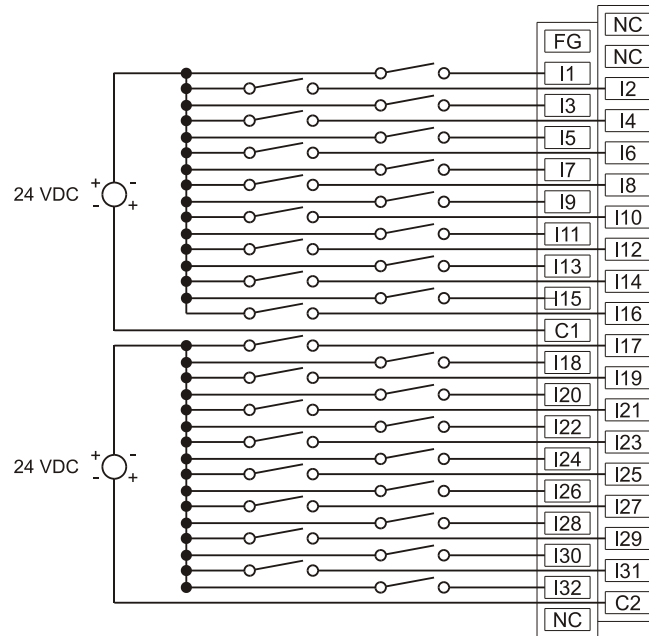 NC
FG
NC
I1
I2
I3
I4
I5
I6
I7
I8
24 VDC
+ -
- +
I9
I10
I11
I12
I13
I14
I15
I16
C1
I17
I18
I19
I20
I21
I22
I23
24 VDC
+ -
- +
I24
I25
I26
I27
I28
I29
I30
I31
I32
C2
NC